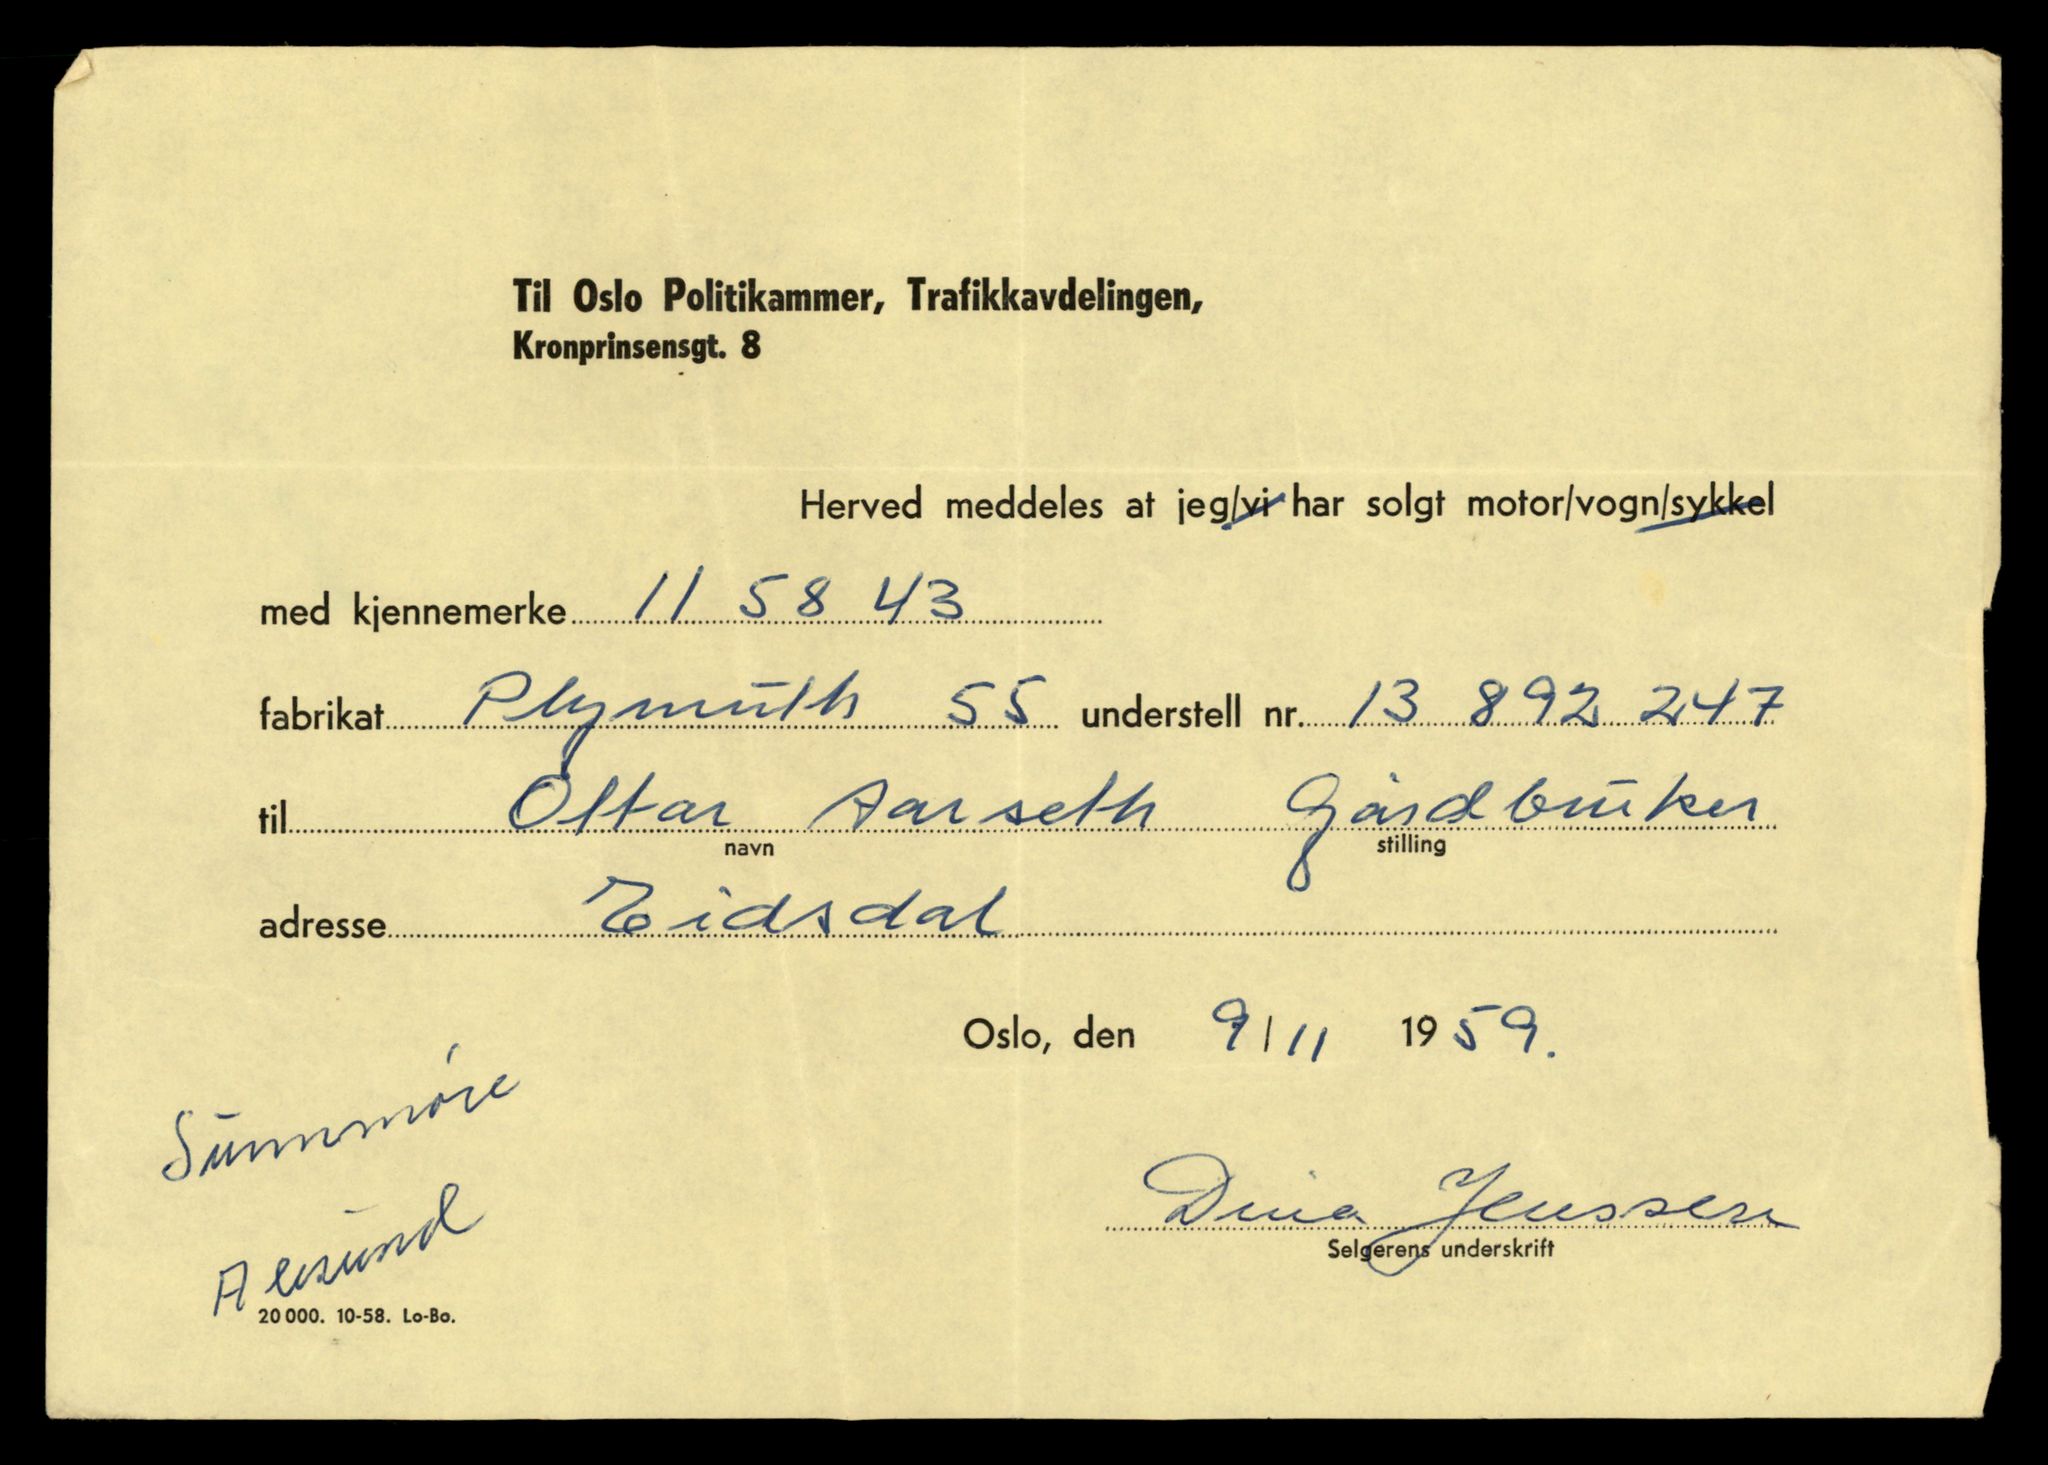 Til Oslo Politikammer, Trafikkavdelingen,
Kronprinsensgt. 8
Herved meddeles at jeg/vi har solgt motor/vogn/sykkel
med kjennemerke 11 58 43
fabrikat Plymuth 55 understell nr. 13 892 247
til Ottar Aarseth Gårdbruker
navn stilling
adresse Eidsdal
Oslo, den 9/11 1959.
Sunnmöre
Dina Jenssen
Alesund
Selgerens underskrift
20 000. 10-58. Lo-Bo.